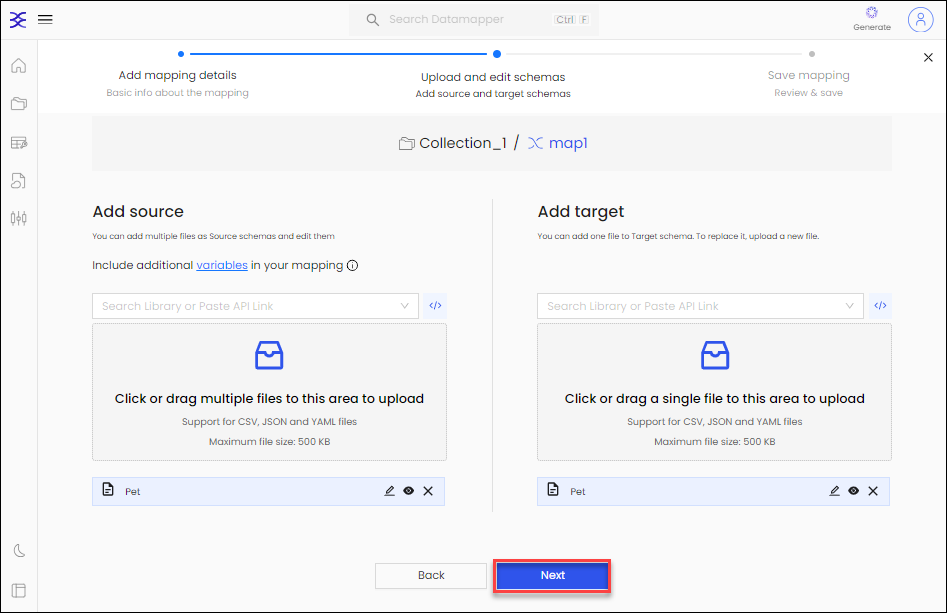 Search Datamapper
Ctrl F
Generate
Add mapping details
Basic info about the mapping
Upload and edit schemas
Add source and target schemas
Save mapping
Review & save
Collection_1 / map1
Add source
You can add multiple files as Source schemas and edit them
Include additional variables in your mapping
Search Library or Paste API Link
</>
Click or drag multiple files to this area to upload
Support for CSV, JSON and YAML files
Maximum file size: 500 KB
Pet
Add target
You can add one file to Target schema. To replace it, upload a new file.
Search Library or Paste API Link
</>
Click or drag a single file to this area to upload
Support for CSV, JSON and YAML files
Maximum file size: 500 KB
Pet
Back
Next